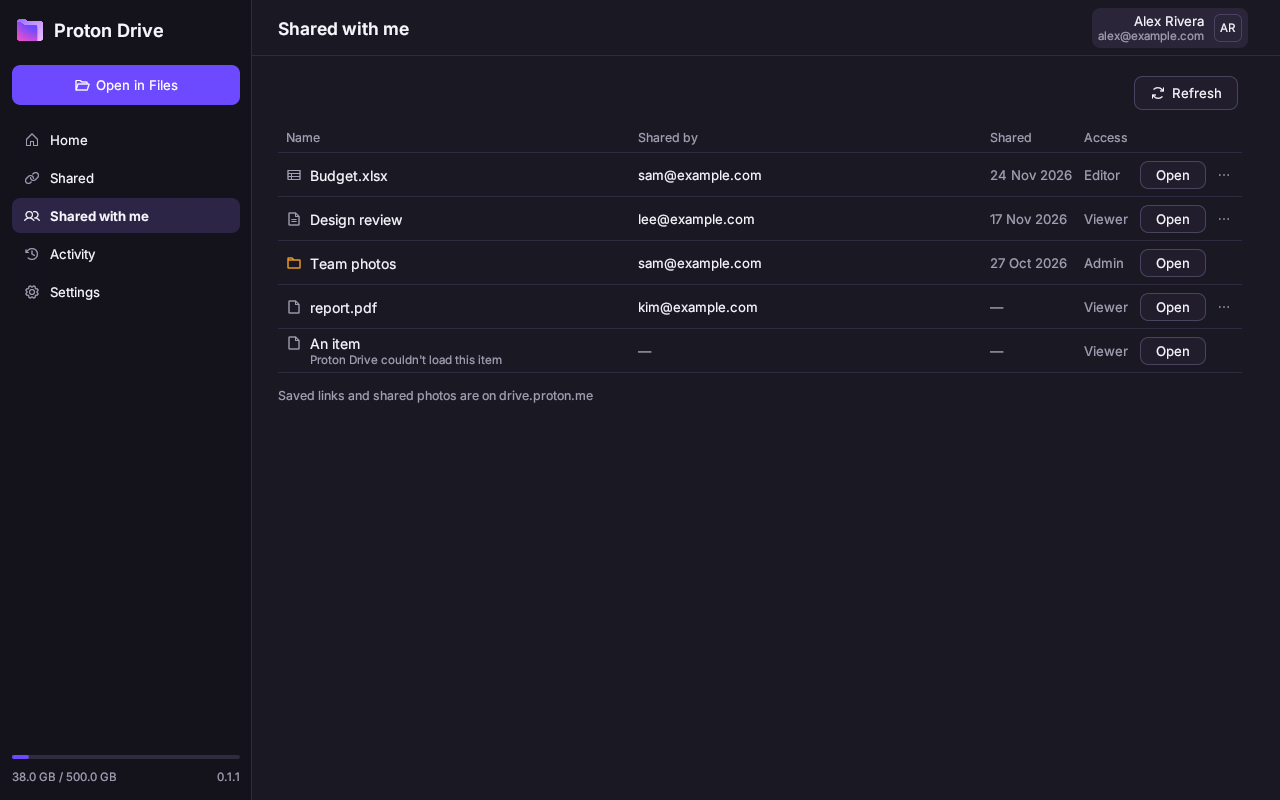 Proton Drive
Open in Files
Home
Shared
Shared with me
Activity
Settings
38.0 GB / 500.0 GB
0.1.1
Shared with me
Alex Rivera
alex@example.com
AR
Refresh
Name Shared by Shared Access
Budget.xlsx sam@example.com 24 Nov 2026 Editor Open ···
Design review lee@example.com 17 Nov 2026 Viewer Open ···
Team photos sam@example.com 27 Oct 2026 Admin Open
report.pdf kim@example.com — Viewer Open ···
An item — — Viewer Open
Proton Drive couldn't load this item
Saved links and shared photos are on drive.proton.me